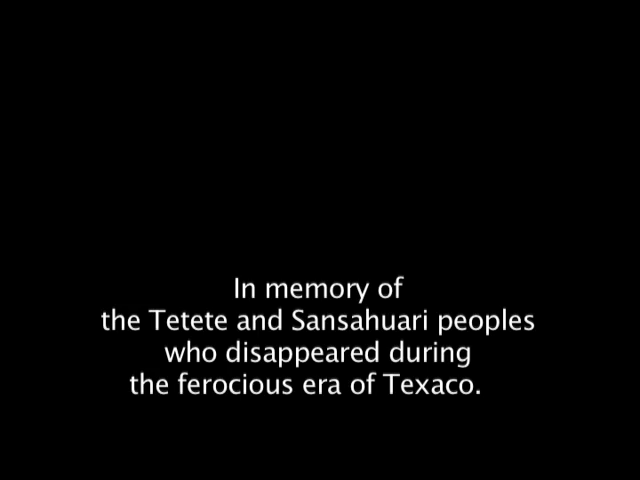 In memory of
the Tetete and Sansahuari peoples
who disappeared during
the ferocious era of Texaco.